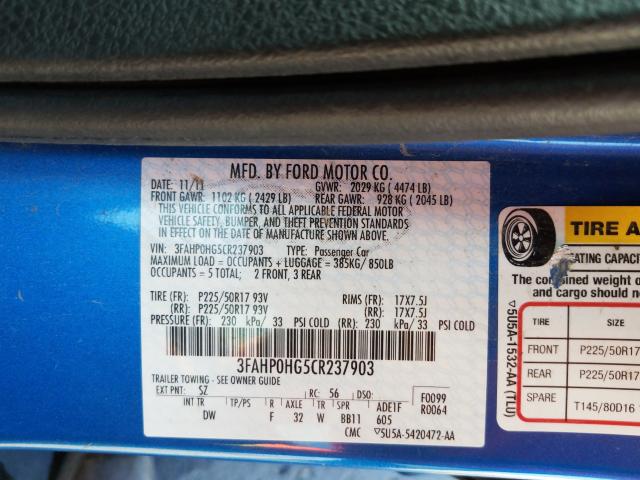 MFD. BY FORD MOTOR CO.
DATE: 11/11 GVWR: 2029 KG ( 4474 LB)
FRONT GAWR: 1102 KG ( 2429 LB) REAR GAWR: 928 KG ( 2045 LB)
THIS VEHICLE CONFORMS TO ALL APPLICABLE FEDERAL MOTOR
VEHICLE SAFETY, BUMPER, AND THEFT PREVENTION STANDARDS
IN EFFECT ON THE DATE OF MANUFACTURE
SHOWN ABOVE.
VIN: 3FAHP0HG5CR237903 TYPE: Passenger Car
MAXIMUM LOAD = OCCUPANTS + LUGGAGE = 385KG/ 850LB
OCCUPANTS = 5 TOTAL; 2 FRONT, 3 REAR
TIRE (FR): P225/50R17 93V RIMS (FR): 17X7.5J
(RR): P225/50R17 93V (RR): 17X7.5J
PRESSURE (FR): 230 kPa/ 33 PSI COLD (RR): 230 kPa/ 33 PSI COLD
3FAHP0HG5CR237903
TRAILER TOWING - SEE OWNER GUIDE
EXT PNT: SZ RC: 56 DSO: F0099
INT TR TP/PS R AXLE TR SPR ADE1F R0064
DW F 32 W BB11 605
CMC 5U5A-5420472-AA
TIRE A
EATING CAPACIT
The combined weight
and cargo should n
TIRE SIZE
FRONT P225/50R17
REAR P225/50R17
SPARE T145/80D16
5U5A-1532-AA (TLU)